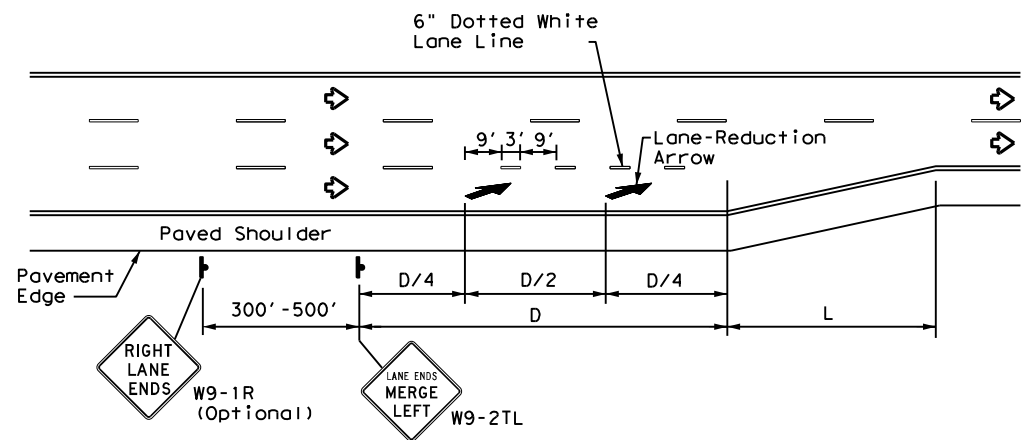 6" Dotted White
Lane Line
9' 3' 9'
Lane-Reduction
Arrow
Paved Shoulder
Pavement
Edge
D/4 D/2 D/4
300'-500' D L
RIGHT
LANE
ENDS
W9-1R
(Optional)
LANE ENDS
MERGE
LEFT
W9-2TL